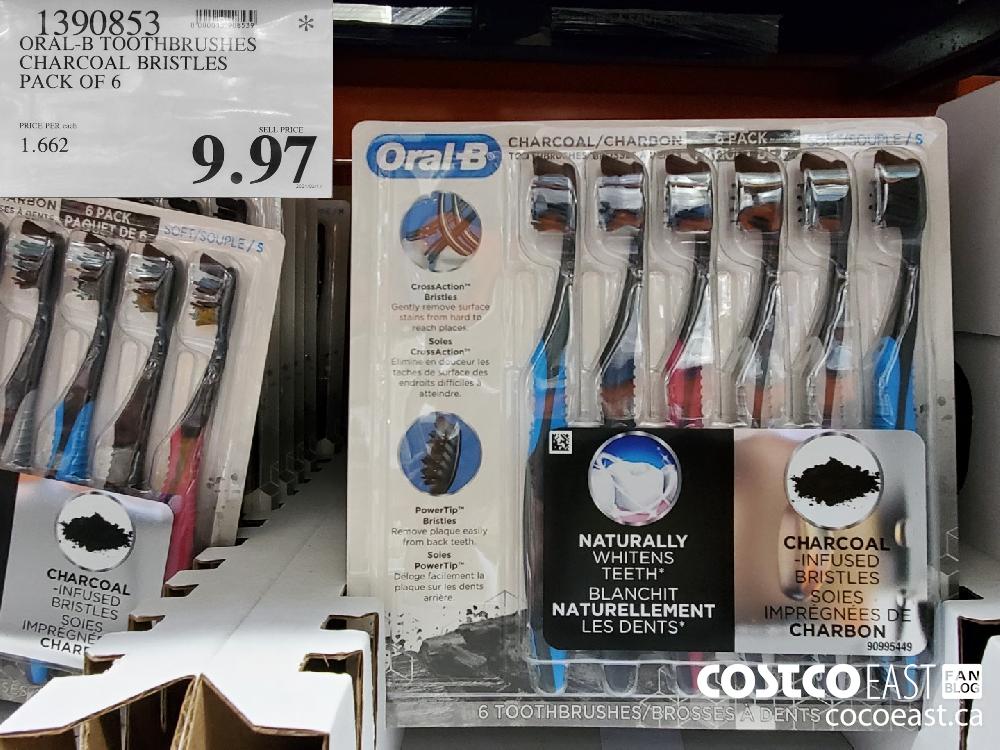 1390853
*
ORAL-B TOOTHBRUSHES
CHARCOAL BRISTLES
PACK OF 6
PRICE PER each
1.662
SELL PRICE
9.97
6 PACK
PAQUET DE 6
SOFT/SOUPLE/S
CHARCOAL
-INFUSED
BRISTLES
SOIES
Oral-B
CHARCOAL/CHARBON
6 PACK
CrossAction™
Bristles
Gently remove surface
stains from hard to
reach places.
Soies
CrossAction™
Élimine en douceur les
taches de surface des
endroits difficiles à
atteindre.
PowerTip™
Bristles
Remove plaque easily
from back teeth.
Soies
PowerTip™
Déloge facilement la
plaque sur les dents
arrière.
NATURALLY
WHITENS
TEETH*
BLANCHIT
NATURELLEMENT
LES DENTS*
CHARCOAL
-INFUSED
BRISTLES
SOIES
IMPRÉGNÉES DE
CHARBON
90995449
6 TOOTHBRUSHES/BROSSES À DENTS
COSTCO EAST FAN BLOG
cocoeast.ca